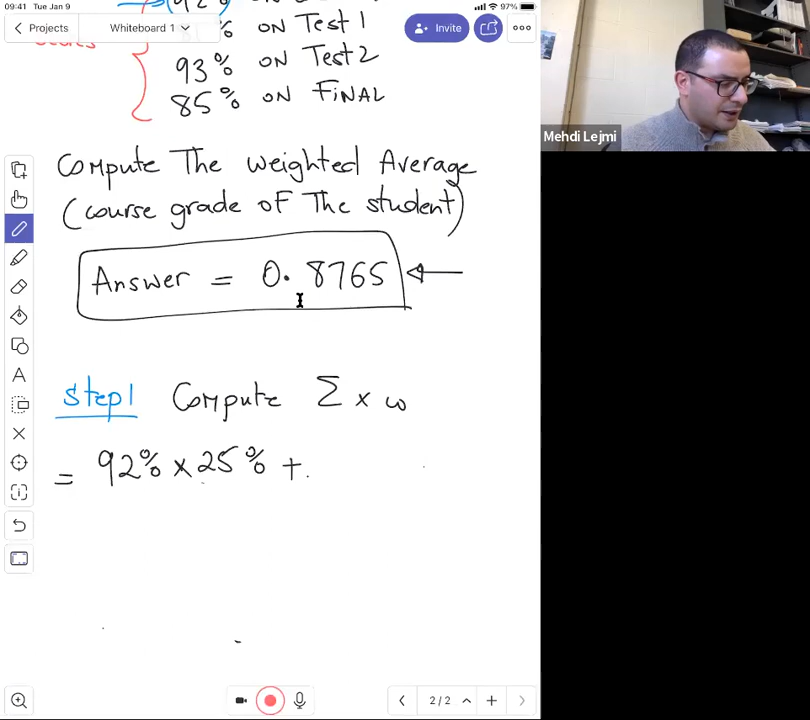 09:41 Tue Jan 9 97%
92%
Projects Whiteboard 1 Invite
% on Test 1
93% on Test 2
85% on FiNAL
Compute The weighted Average
(course grade of The student)
Answer = 0.8765
Step1 Compute Σ x w
= 92% x 25% +
Mehdi Lejmi
A
2/2